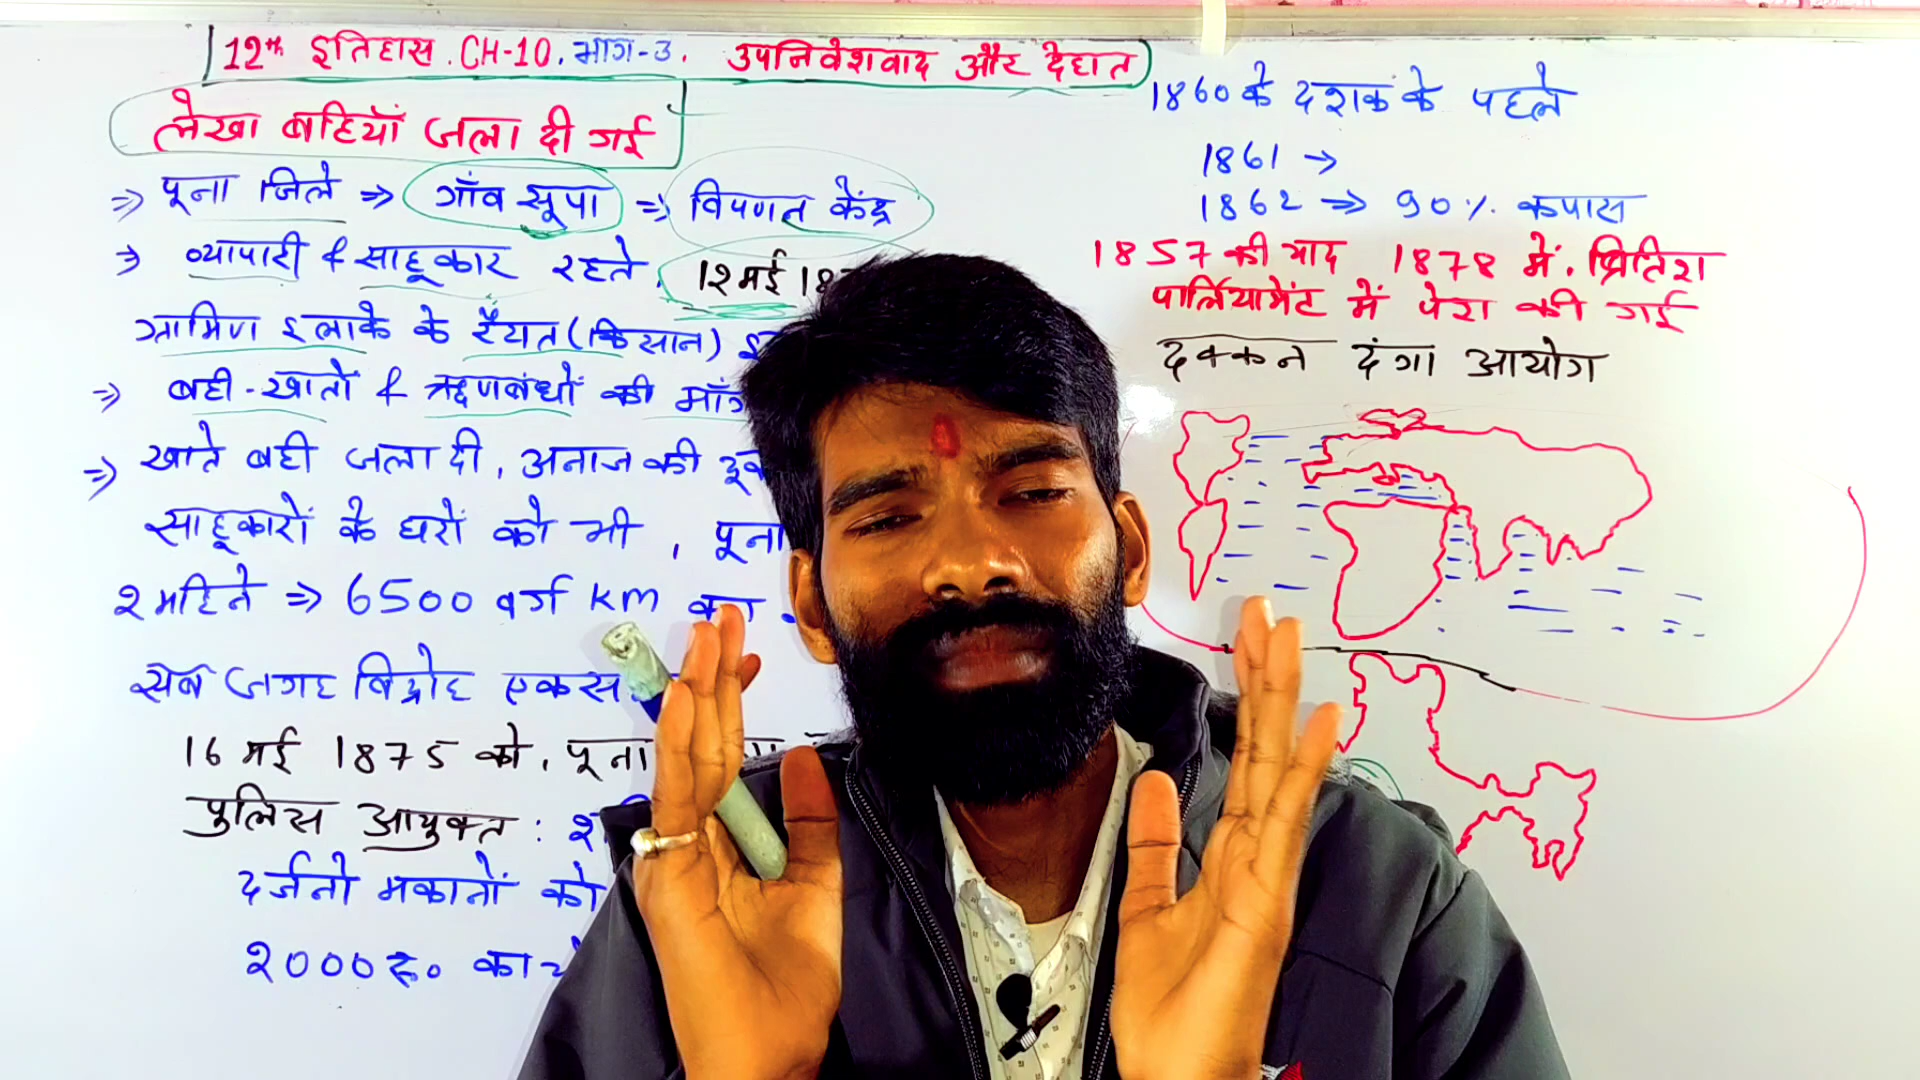 12th इतिहास. CH-10. भाग-3. उपनिवेशवाद और देहात
लेखा बहियाँ जला दी गई
⇒ पूना जिले ⇒ गाँव सूपा ⇒ विपणन केंद्र
⇒ व्यापारी & साहूकार रहते. 12 मई
ग्रामिण इलाके के रैयत (किसान)
⇒ बही-खातों & ऋणबंधों की
⇒ खाते बही जला दी, अनाज की
साहूकारों के घरों को भी, पूना
2 महिने ⇒ 6500 वर्ग KM का
सब जगह विद्रोह
16 मई 1875 को, पूना
पुलिस आयुक्त :
दर्जनो मकानों को
2000 रु०
1860 के दशक के पहले
1861 →
1862 ⇒ 90% कपास
1857 की याद 1878 में. ब्रितिश
पार्लियामेंट में पेश की गई
दक्कन दंगा आयोग